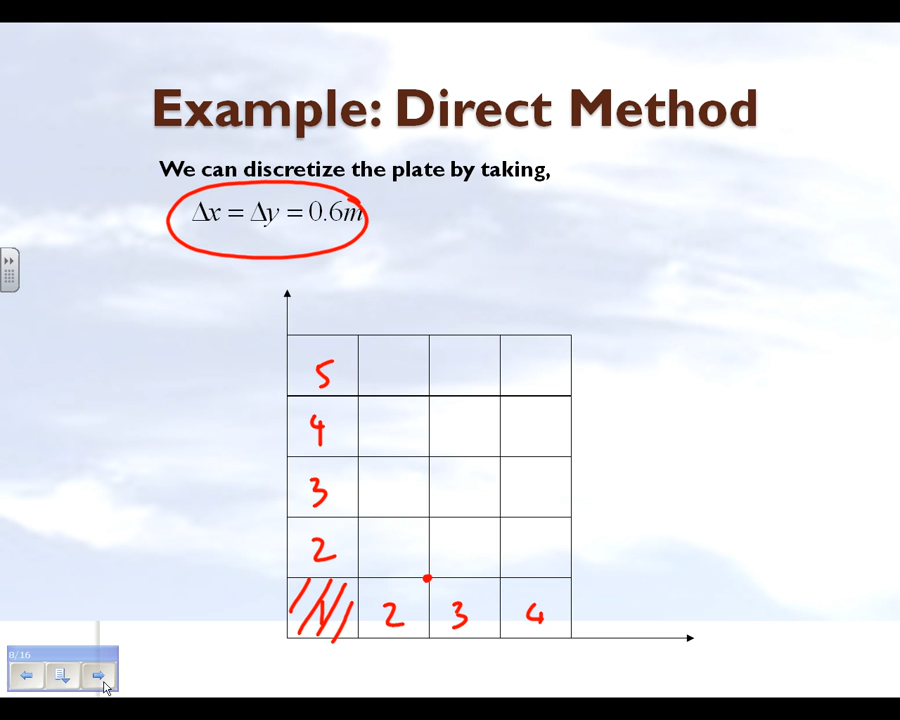 Example: Direct Method
We can discretize the plate by taking,
Δx = Δy = 0.6m
5
4
3
2
2 3 4
8/16